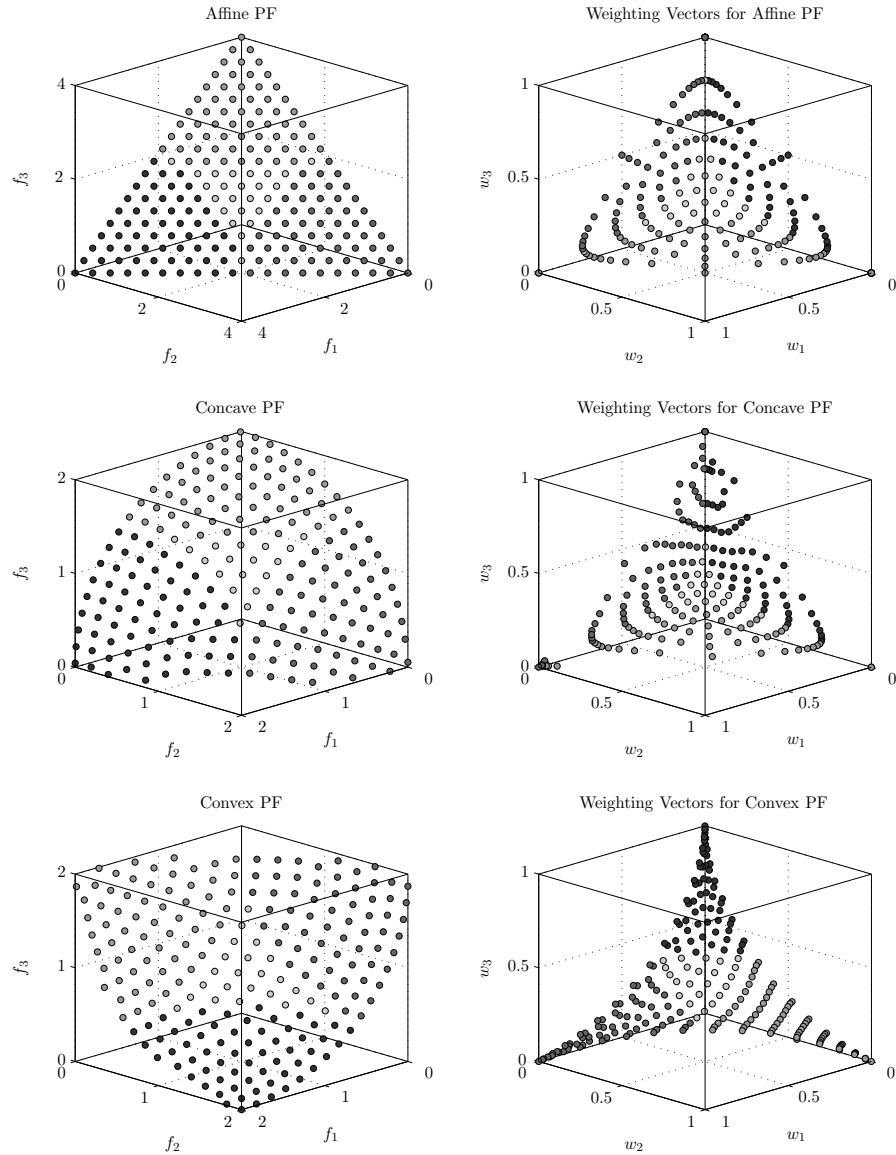 Affine PF
Weighting Vectors for Affine PF
4
2
0
f₃
0
2
4
f₂
4
2
0
f₁
1
0.5
0
w₃
0
0.5
1
w₂
1
0.5
0
w₁
Concave PF
Weighting Vectors for Concave PF
2
1
0
f₃
0
1
2
f₂
2
1
0
f₁
1
0.5
0
w₃
0
0.5
1
w₂
1
0.5
0
w₁
Convex PF
Weighting Vectors for Convex PF
2
1
0
f₃
0
1
2
f₂
2
1
0
f₁
1
0.5
0
w₃
0
0.5
1
w₂
1
0.5
0
w₁